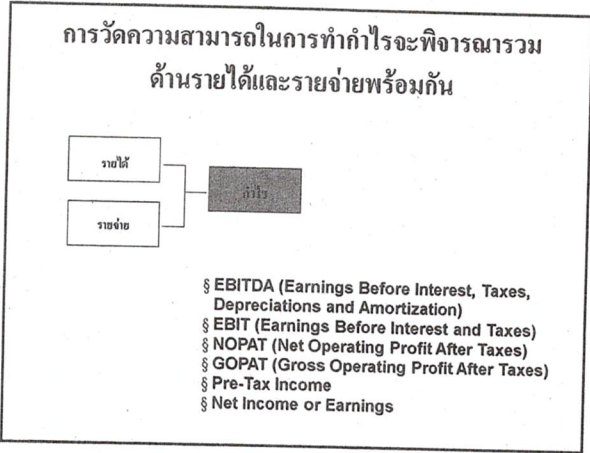 การวัดความสามารถในการทำกำไรจะพิจารณารวม
ด้านรายได้และรายจ่ายพร้อมกัน
รายได้
กำไร
รายจ่าย
§ EBITDA (Earnings Before Interest, Taxes,
Depreciations and Amortization)
§ EBIT (Earnings Before Interest and Taxes)
§ NOPAT (Net Operating Profit After Taxes)
§ GOPAT (Gross Operating Profit After Taxes)
§ Pre-Tax Income
§ Net Income or Earnings